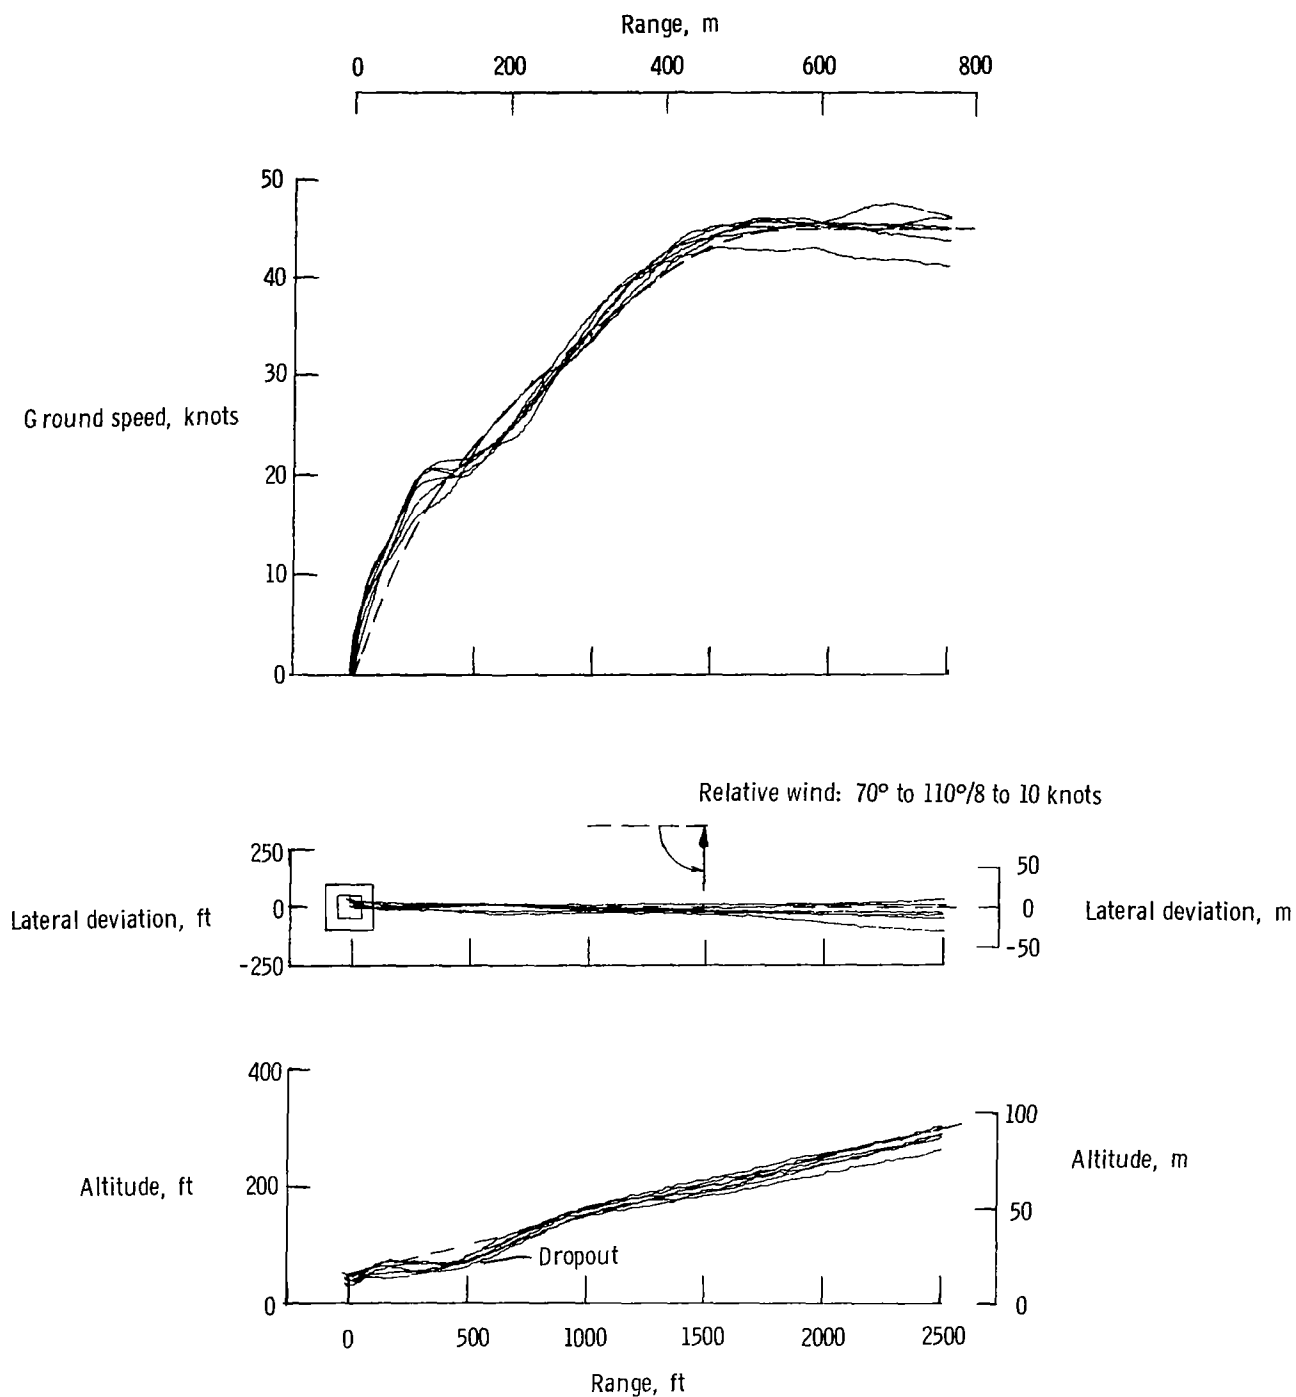 Range, m
0 200 400 600 800
50
40
30
Ground speed, knots
20
10
0
Relative wind: 70° to 110°/8 to 10 knots
250
0
-250
Lateral deviation, ft
50
0
-50
Lateral deviation, m
400
200
0
Altitude, ft
100
50
0
Altitude, m
Dropout
0 500 1000 1500 2000 2500
Range, ft